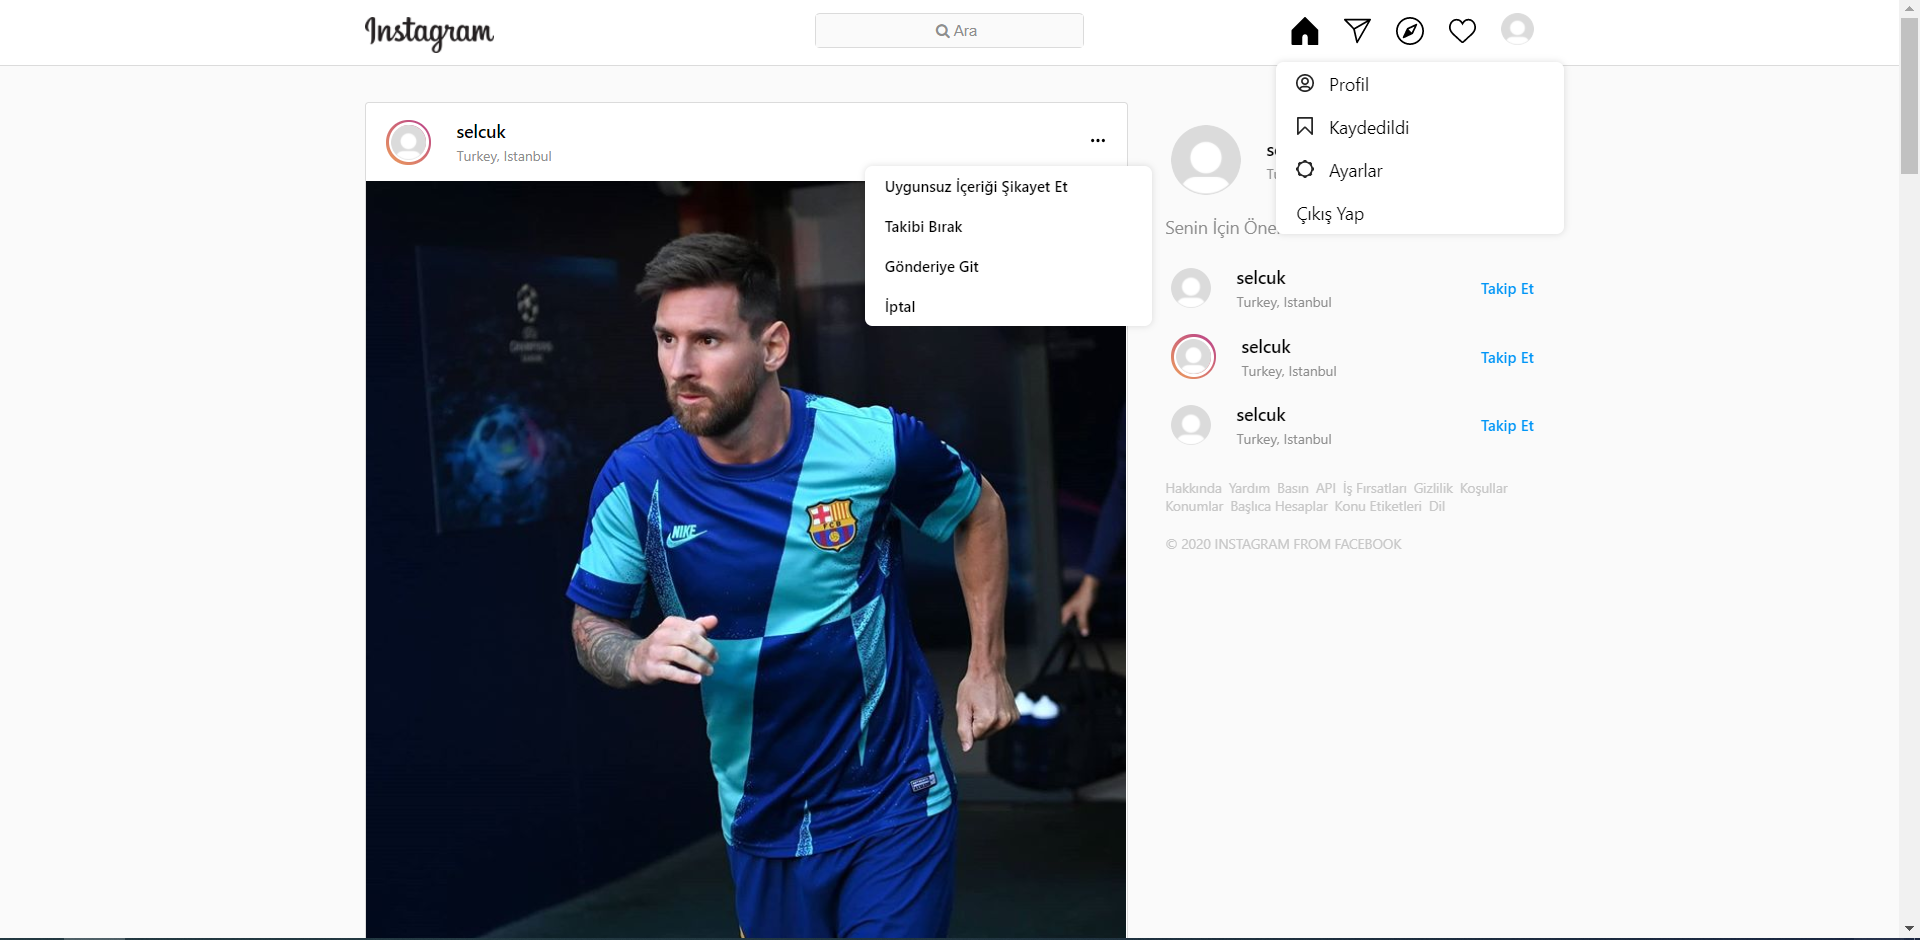 Instagram
Ara
Profil
Kaydedildi
Ayarlar
Çıkış Yap
selcuk
Turkey, Istanbul
Uygunsuz İçeriği Şikayet Et
Takibi Bırak
Gönderiye Git
İptal
CHAMPIONS
LEAGUE
NIKE
FCB
Senin İçin Öne
selcuk
Turkey, Istanbul
Takip Et
selcuk
Turkey, Istanbul
Takip Et
selcuk
Turkey, Istanbul
Takip Et
Hakkında Yardım Basın API İş Fırsatları Gizlilik Koşullar
Konumlar Başlıca Hesaplar Konu Etiketleri Dil
© 2020 INSTAGRAM FROM FACEBOOK